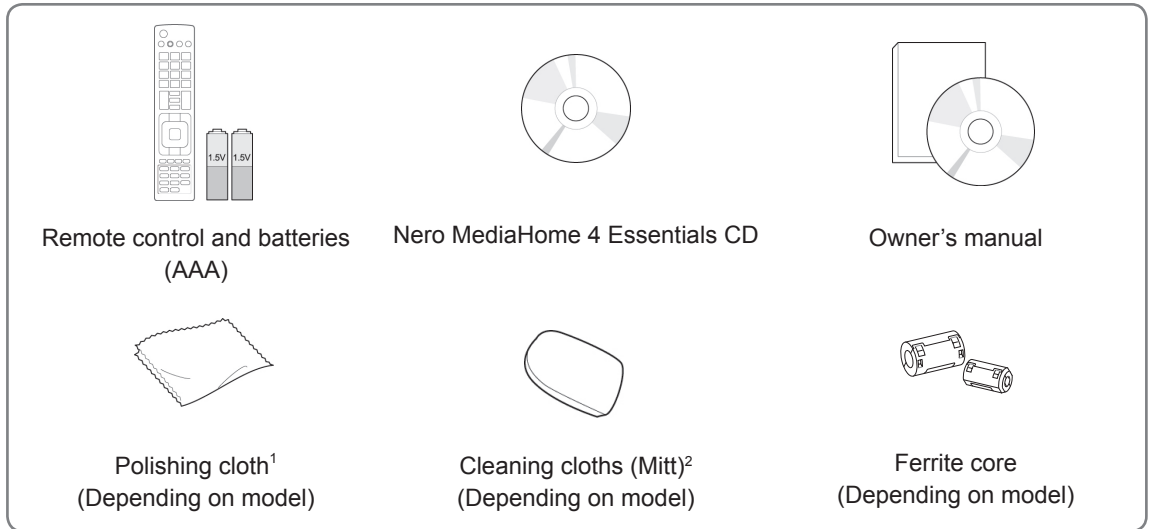 1.5V 1.5V
Remote control and batteries
(AAA)
Nero MediaHome 4 Essentials CD
Owner’s manual
Polishing cloth¹
(Depending on model)
Cleaning cloths (Mitt)²
(Depending on model)
Ferrite core
(Depending on model)